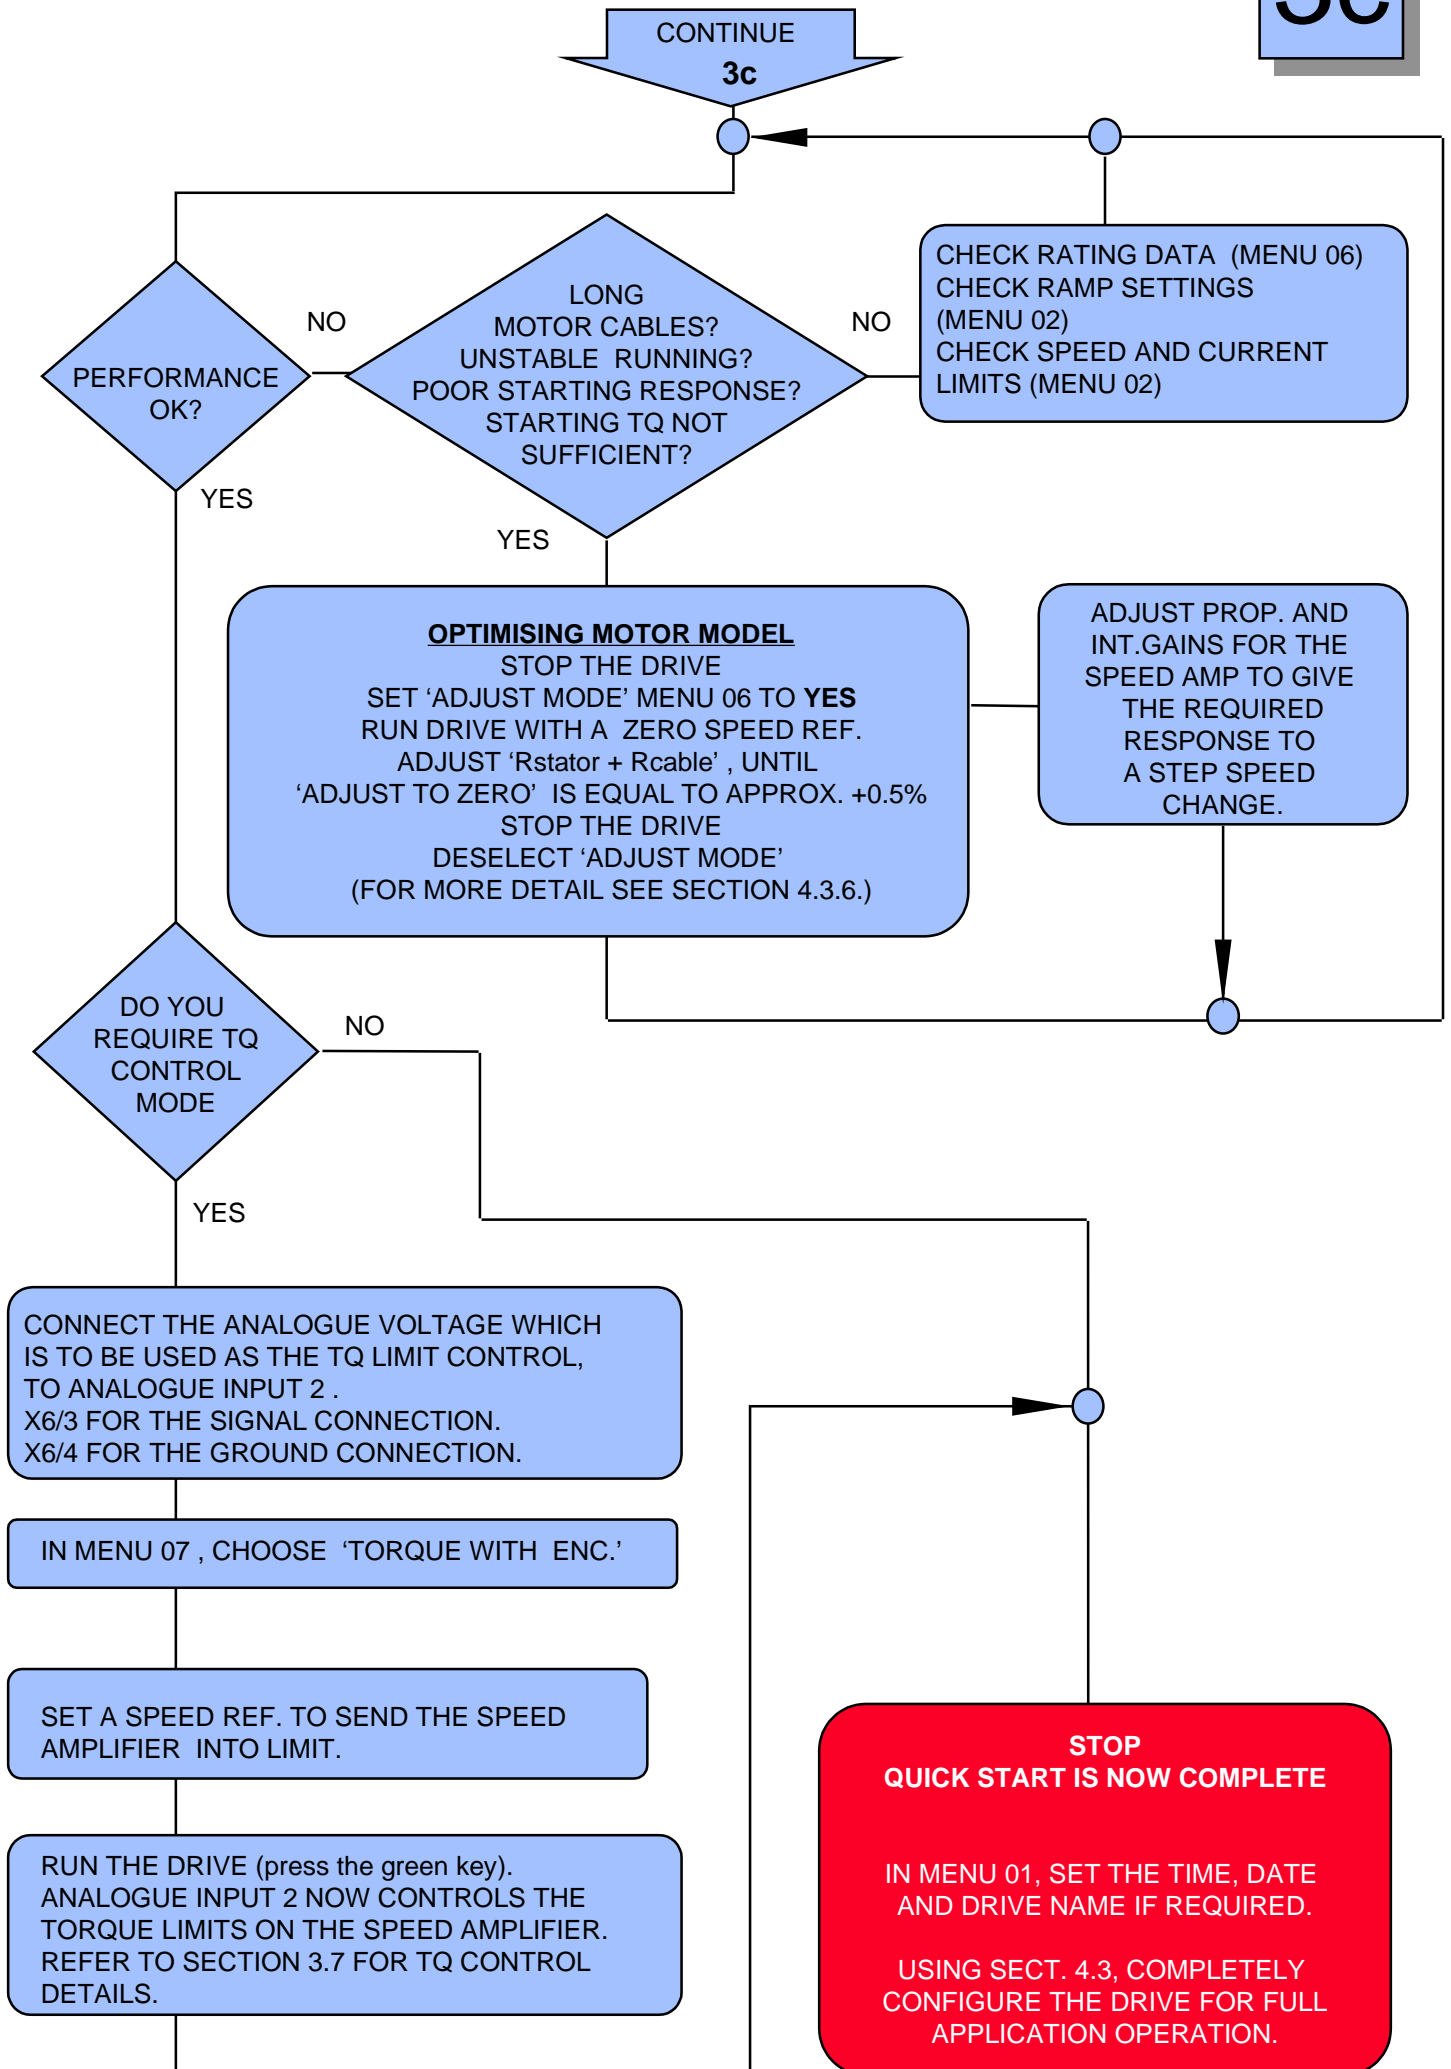 3c
CONTINUE
3c
PERFORMANCE
OK?
NO
YES
LONG
MOTOR CABLES?
UNSTABLE RUNNING?
POOR STARTING RESPONSE?
STARTING TQ NOT
SUFFICIENT?
NO
YES
CHECK RATING DATA (MENU 06)
CHECK RAMP SETTINGS
(MENU 02)
CHECK SPEED AND CURRENT
LIMITS (MENU 02)
OPTIMISING MOTOR MODEL
STOP THE DRIVE
SET ‘ADJUST MODE’ MENU 06 TO YES
RUN DRIVE WITH A ZERO SPEED REF.
ADJUST ‘Rstator + Rcable’ , UNTIL
‘ADJUST TO ZERO’ IS EQUAL TO APPROX. +0.5%
STOP THE DRIVE
DESELECT ‘ADJUST MODE’
(FOR MORE DETAIL SEE SECTION 4.3.6.)
ADJUST PROP. AND
INT.GAINS FOR THE
SPEED AMP TO GIVE
THE REQUIRED
RESPONSE TO
A STEP SPEED
CHANGE.
DO YOU
REQUIRE TQ
CONTROL
MODE
NO
YES
CONNECT THE ANALOGUE VOLTAGE WHICH
IS TO BE USED AS THE TQ LIMIT CONTROL,
TO ANALOGUE INPUT 2 .
X6/3 FOR THE SIGNAL CONNECTION.
X6/4 FOR THE GROUND CONNECTION.
IN MENU 07 , CHOOSE ‘TORQUE WITH ENC.’
SET A SPEED REF. TO SEND THE SPEED
AMPLIFIER INTO LIMIT.
RUN THE DRIVE (press the green key).
ANALOGUE INPUT 2 NOW CONTROLS THE
TORQUE LIMITS ON THE SPEED AMPLIFIER.
REFER TO SECTION 3.7 FOR TQ CONTROL
DETAILS.
STOP
QUICK START IS NOW COMPLETE
IN MENU 01, SET THE TIME, DATE
AND DRIVE NAME IF REQUIRED.
USING SECT. 4.3, COMPLETELY
CONFIGURE THE DRIVE FOR FULL
APPLICATION OPERATION.